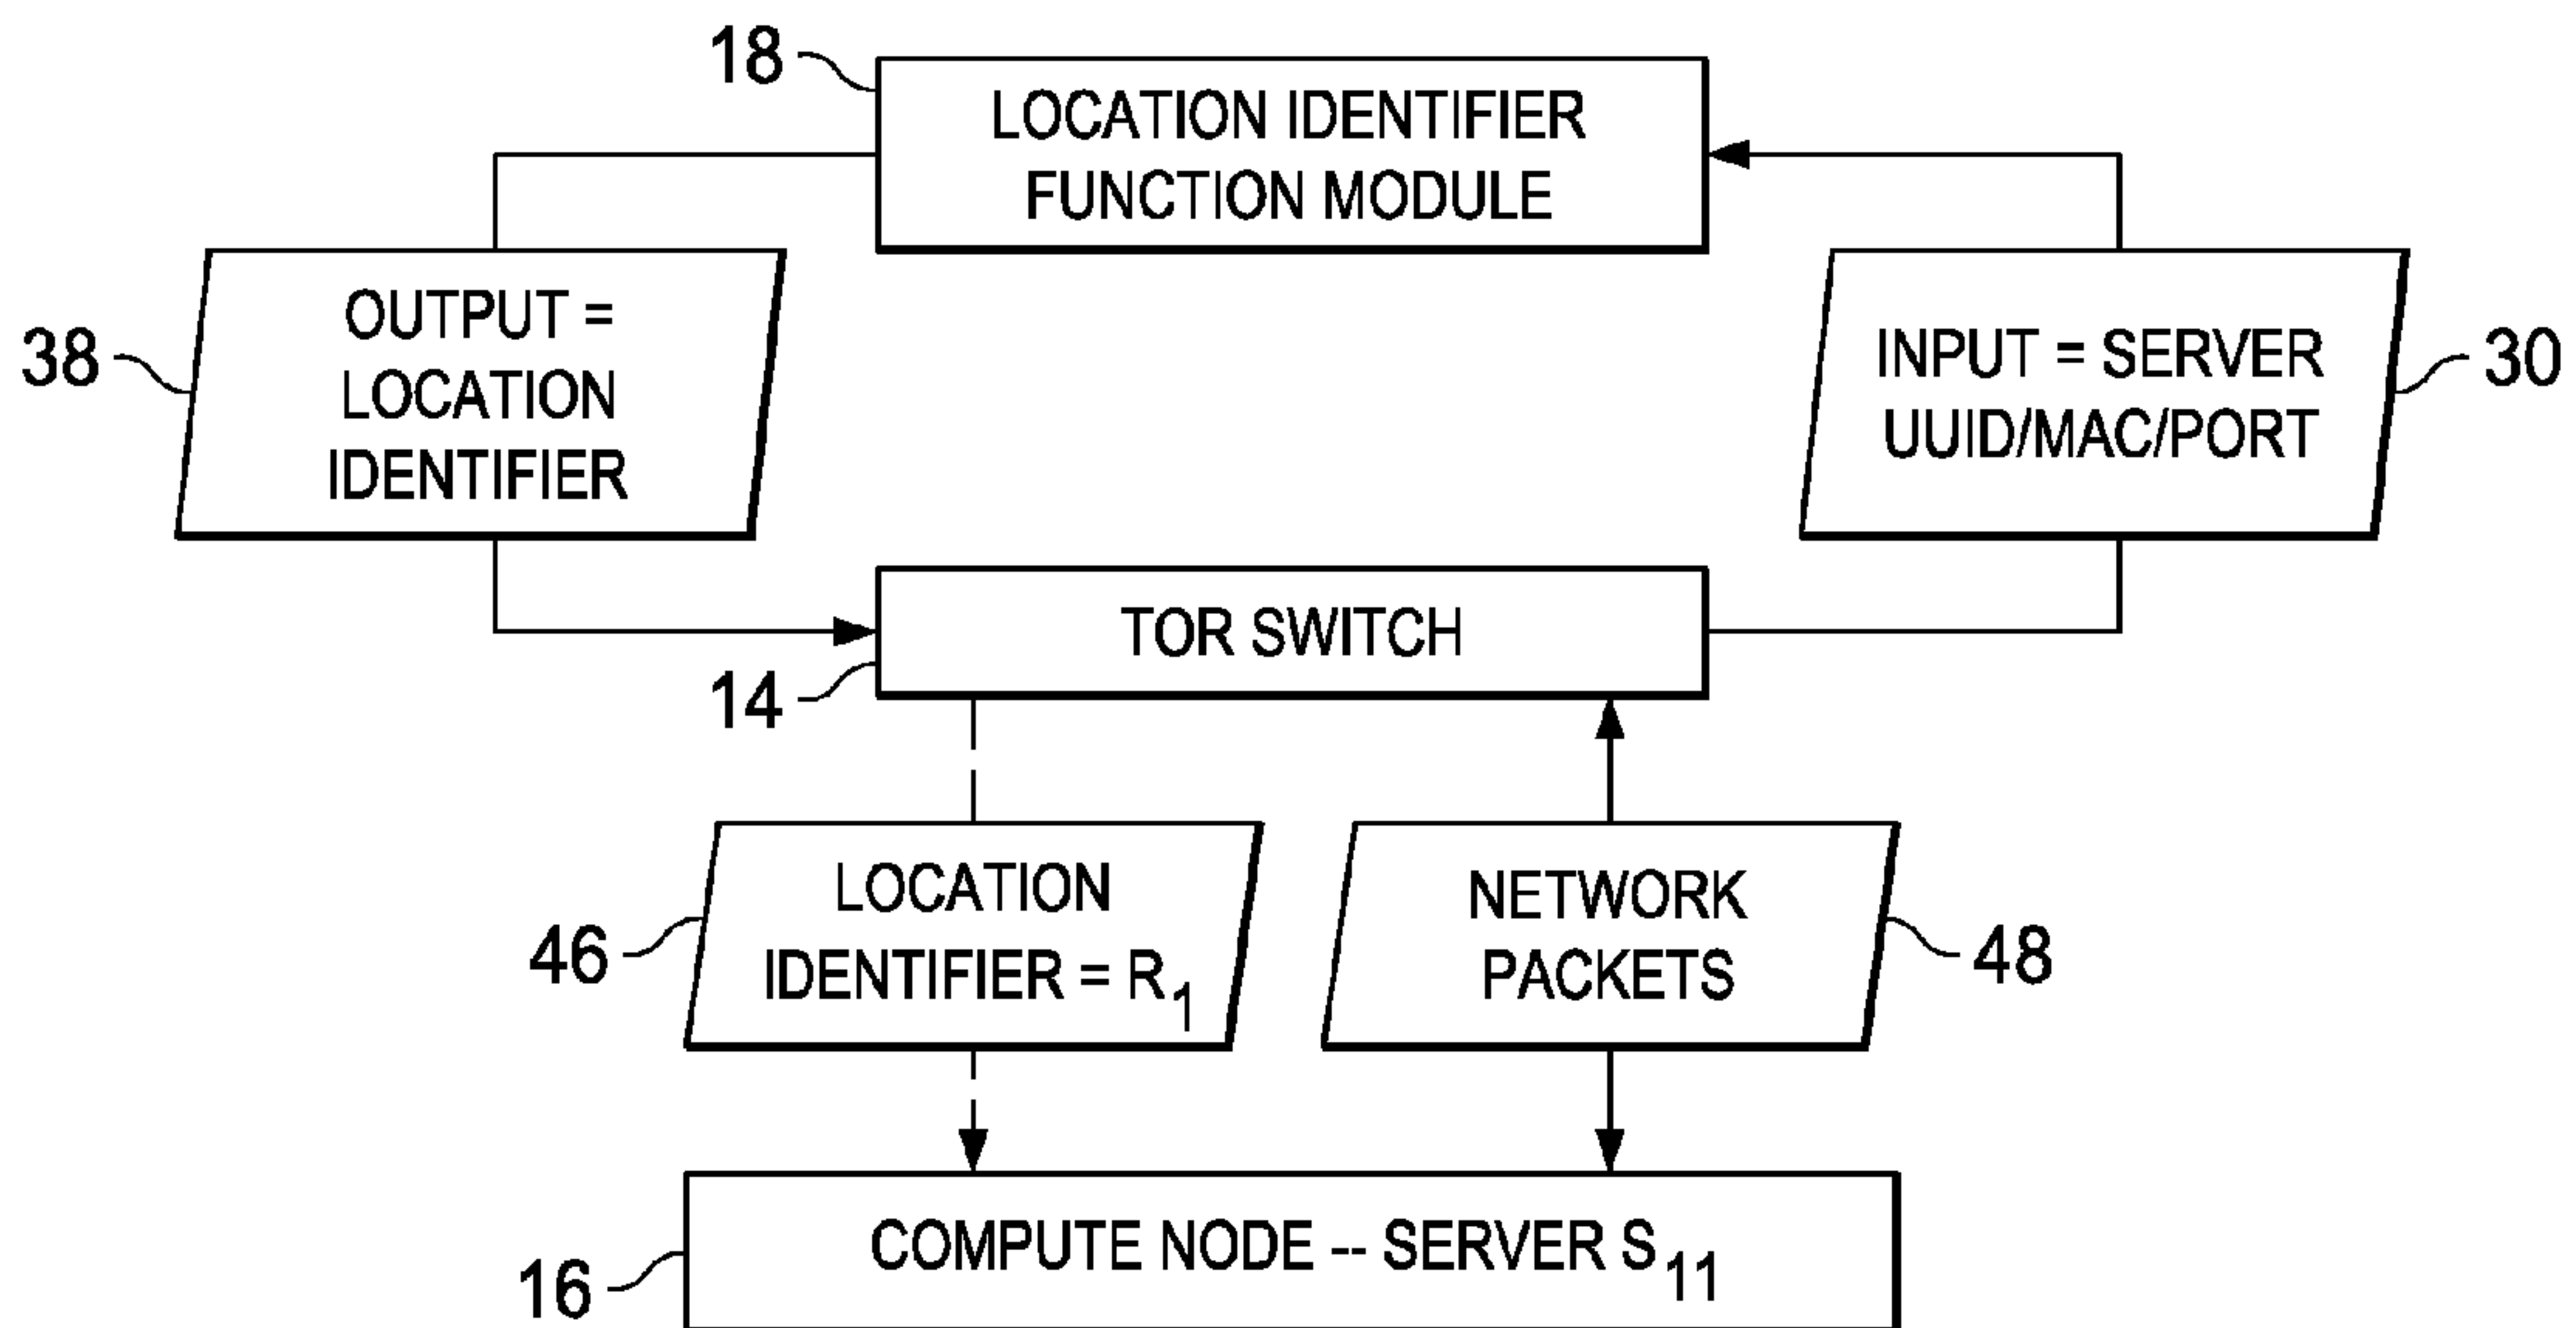 18
LOCATION IDENTIFIER
FUNCTION MODULE
38
OUTPUT =
LOCATION
IDENTIFIER
INPUT = SERVER
UUID/MAC/PORT
30
TOR SWITCH
14
46
LOCATION
IDENTIFIER = R1
NETWORK
PACKETS
48
16
COMPUTE NODE -- SERVER S11